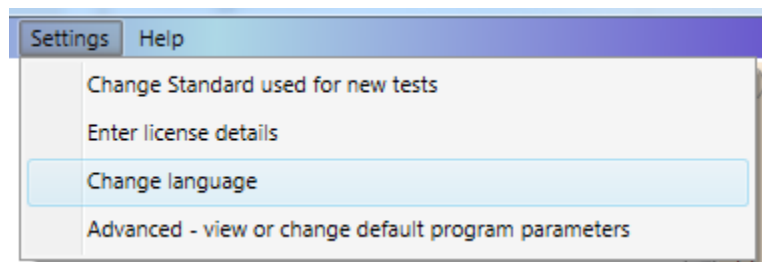 Settings Help
Change Standard used for new tests
Enter license details
Change language
Advanced - view or change default program parameters